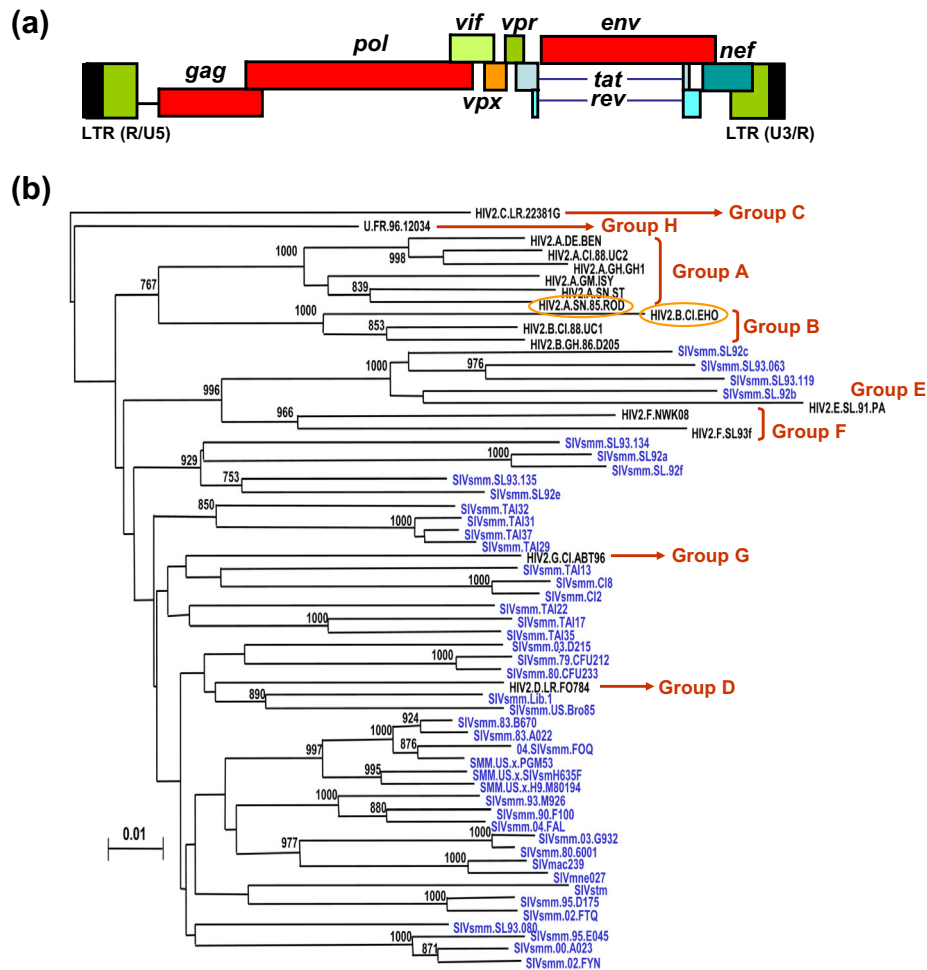 (a)
vif
vpr
env
pol
nef
gag
tat
vpx
rev
LTR (R/U5)
LTR (U3/R)
(b)
HIV2.C.LR.22381G
Group C
U.FR.96.12034
Group H
HIV2.A.DE.BEN
1000
HIV2.A.CI.88.UC2
998
HIV2.A.GH.GH1
Group A
HIV2.A.GM.ISY
767
839
HIV2.A.SN.ST
HIV2.A.SN.85.ROD
1000
HIV2.B.CI.EHO
HIV2.B.CI.88.UC1
853
Group B
HIV2.B.GH.86.D205
SIVsmm.SL92c
1000
SIVsmm.SL93.063
976
SIVsmm.SL93.119
996
SIVsmm.SL.92b
Group E
HIV2.E.SL.91.PA
966
HIV2.F.NWK08
HIV2.F.SL93f
Group F
SIVsmm.SL93.134
1000
SIVsmm.SL92a
929
SIVsmm.SL.92f
753
SIVsmm.SL93.135
SIVsmm.SL92e
850
SIVsmm.TAI32
1000
SIVsmm.TAI31
SIVsmm.TAI37
SIVsmm.TAI29
HIV2.G.CI.ABT96
Group G
SIVsmm.TAI13
1000
SIVsmm.CI8
SIVsmm.CI2
SIVsmm.TAI22
1000
SIVsmm.TAI17
SIVsmm.TAI35
SIVsmm.03.D215
1000
SIVsmm.79.CFU212
SIVsmm.80.CFU233
HIV2.D.LR.FO784
Group D
890
SIVsmm.Lib.1
SIVsmm.US.Bro85
924
SIVsmm.83.B670
1000
SIVsmm.83.A022
997
876
04.SIVsmm.FOQ
SMM.US.x.PGM53
995
SMM.US.x.SIVsmH635F
SMM.US.x.H9.M80194
1000
SIVsmm.93.M926
880
SIVsmm.90.F100
SIVsmm.04.FAL
0.01
1000
SIVsmm.03.G932
977
SIVsmm.80.6001
1000
SIVmac239
SIVmne027
SIVstm
1000
SIVsmm.95.D175
SIVsmm.02.FTQ
SIVsmm.SL93.080
1000
SIVsmm.95.E045
871
SIVsmm.00.A023
SIVsmm.02.FYN